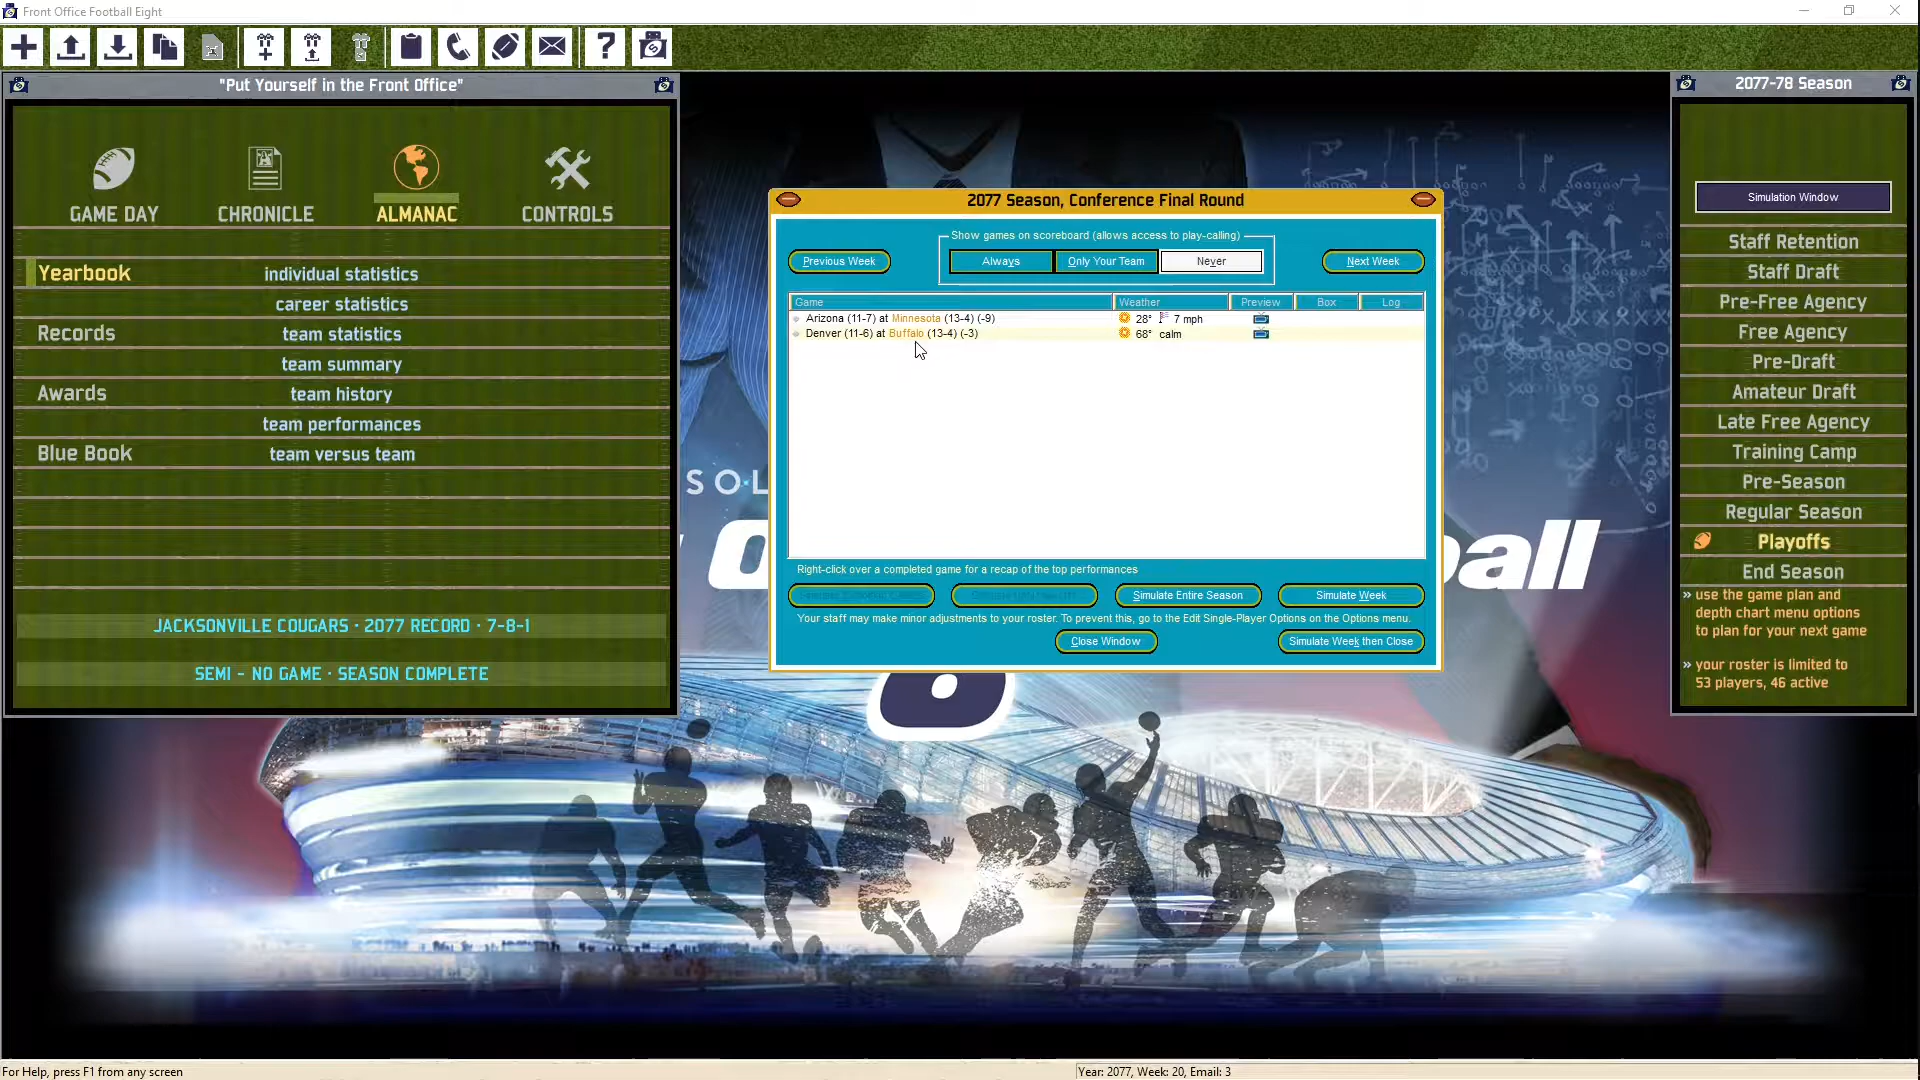 Front Office Football Eight
"Put Yourself in the Front Office"
GAME DAY
CHRONICLE
ALMANAC
CONTROLS
Yearbook
individual statistics
career statistics
Records
team statistics
team summary
Awards
team history
team performances
Blue Book
team versus team
JACKSONVILLE COUGARS · 2077 RECORD · 7-8-1
SEMI - NO GAME · SEASON COMPLETE
2077 Season, Conference Final Round
Show games on scoreboard (allows access to play-calling)
Previous Week
Always
Only Your Team
Never
Next Week
Game Weather Preview Box Log
Arizona (11-7) at Minnesota (13-4) (-9) 28° 7 mph
Denver (11-6) at Buffalo (13-4) (-3) 68° calm
Right-click over a completed game for a recap of the top performances
Simulate Entire Season
Simulate Week
Your staff may make minor adjustments to your roster. To prevent this, go to the Edit Single-Player Options on the Options menu.
Close Window
Simulate Week then Close
SOL
ball
2077-78 Season
Simulation Window
Staff Retention
Staff Draft
Pre-Free Agency
Free Agency
Pre-Draft
Amateur Draft
Late Free Agency
Training Camp
Pre-Season
Regular Season
Playoffs
End Season
» use the game plan and
depth chart menu options
to plan for your next game
» your roster is limited to
53 players, 46 active
For Help, press F1 from any screen
Year: 2077, Week: 20, Email: 3